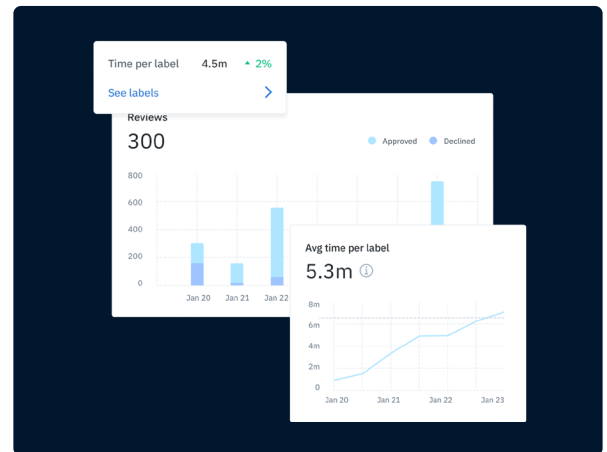 Time per label 4.5m 2%
See labels
Reviews
300
Approved Declined
800
600
400
200
0
Jan 20 Jan 21 Jan 22
Avg time per label
5.3m
8m
6m
4m
2m
0
Jan 20 Jan 21 Jan 22 Jan 23